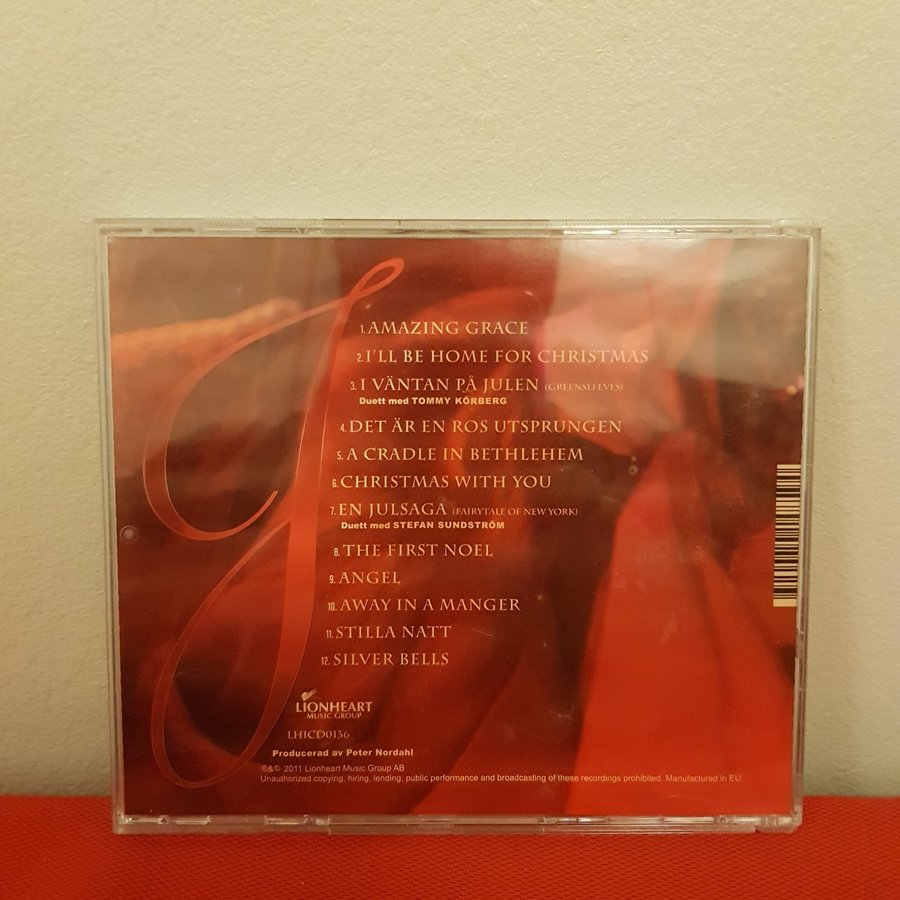 1. AMAZING GRACE
2. I'LL BE HOME FOR CHRISTMAS
3. I VÄNTAN PÅ JULEN (GREENSLEEVES)
Duett med TOMMY KÖRBERG
4. DET ÄR EN ROS UTSPRUNGEN
5. A CRADLE IN BETHLEHEM
6. CHRISTMAS WITH YOU
7. EN JULSAGA (FAIRYTALE OF NEW YORK)
Duett med STEFAN SUNDSTRÖM
8. THE FIRST NOEL
9. ANGEL
10. AWAY IN A MANGER
11. STILLA NATT
12. SILVER BELLS
LIONHEART
MUSIC GROUP
LHICD0136
Producerad av Peter Nordahl
℗&© 2011 Lionheart Music Group AB
Unauthorized copying, hiring, lending, public performance and broadcasting of these recordings prohibited. Manufactured in EU.